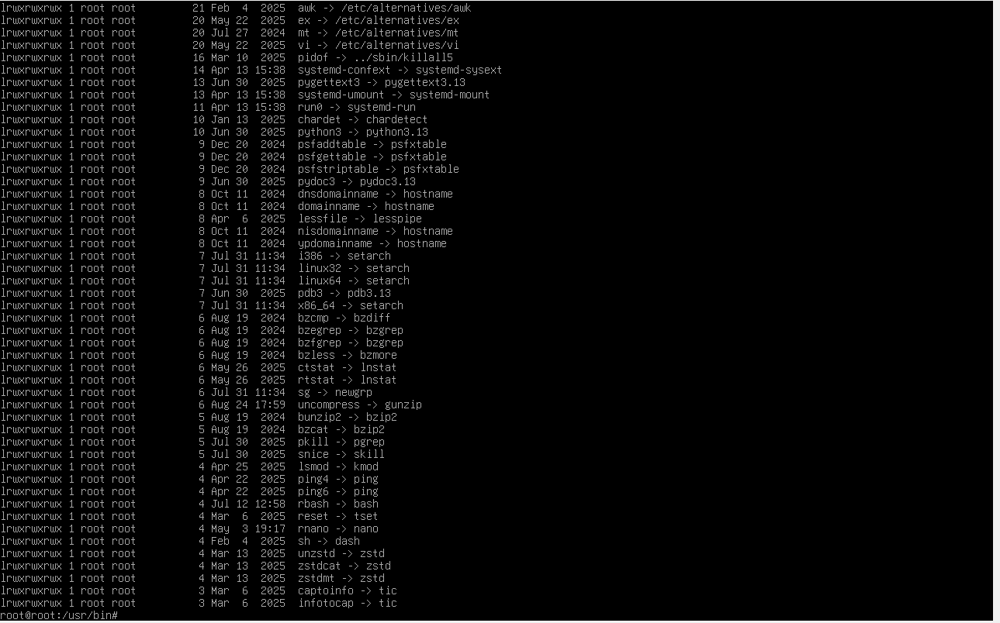 lrwxrwxrwx 1 root root         21 Feb  4  2025  awk -> /etc/alternatives/awk
lrwxrwxrwx 1 root root         20 May 22  2025  ex -> /etc/alternatives/ex
lrwxrwxrwx 1 root root         20 Jul 27  2024  mt -> /etc/alternatives/mt
lrwxrwxrwx 1 root root         20 May 22  2025  vi -> /etc/alternatives/vi
lrwxrwxrwx 1 root root         16 Mar 10  2025  pidof -> ../sbin/killall5
lrwxrwxrwx 1 root root         14 Apr 13 15:38  systemd-confext -> systemd-sysext
lrwxrwxrwx 1 root root         13 Jun 30  2025  pygettext3 -> pygettext3.13
lrwxrwxrwx 1 root root         13 Apr 13 15:38  systemd-umount -> systemd-mount
lrwxrwxrwx 1 root root         11 Apr 13 15:38  run0 -> systemd-run
lrwxrwxrwx 1 root root         10 Jan 13  2025  chardet -> chardetect
lrwxrwxrwx 1 root root         10 Jun 30  2025  python3 -> python3.13
lrwxrwxrwx 1 root root          9 Dec 20  2024  psfaddtable -> psfxtable
lrwxrwxrwx 1 root root          9 Dec 20  2024  psfgettable -> psfxtable
lrwxrwxrwx 1 root root          9 Dec 20  2024  psfstriptable -> psfxtable
lrwxrwxrwx 1 root root          9 Jun 30  2025  pydoc3 -> pydoc3.13
lrwxrwxrwx 1 root root          8 Oct 11  2024  dnsdomainname -> hostname
lrwxrwxrwx 1 root root          8 Oct 11  2024  domainname -> hostname
lrwxrwxrwx 1 root root          8 Apr  6  2025  lessfile -> lesspipe
lrwxrwxrwx 1 root root          8 Oct 11  2024  nisdomainname -> hostname
lrwxrwxrwx 1 root root          8 Oct 11  2024  ypdomainname -> hostname
lrwxrwxrwx 1 root root          7 Jul 31 11:34  i386 -> setarch
lrwxrwxrwx 1 root root          7 Jul 31 11:34  linux32 -> setarch
lrwxrwxrwx 1 root root          7 Jul 31 11:34  linux64 -> setarch
lrwxrwxrwx 1 root root          7 Jun 30  2025  pdb3 -> pdb3.13
lrwxrwxrwx 1 root root          7 Jul 31 11:34  x86_64 -> setarch
lrwxrwxrwx 1 root root          6 Aug 19  2024  bzcmp -> bzdiff
lrwxrwxrwx 1 root root          6 Aug 19  2024  bzegrep -> bzgrep
lrwxrwxrwx 1 root root          6 Aug 19  2024  bzfgrep -> bzgrep
lrwxrwxrwx 1 root root          6 Aug 19  2024  bzless -> bzmore
lrwxrwxrwx 1 root root          6 May 26  2025  ctstat -> lnstat
lrwxrwxrwx 1 root root          6 May 26  2025  rtstat -> lnstat
lrwxrwxrwx 1 root root          6 Jul 31 11:34  sg -> newgrp
lrwxrwxrwx 1 root root          6 Aug 24 17:59  uncompress -> gunzip
lrwxrwxrwx 1 root root          5 Aug 19  2024  bunzip2 -> bzip2
lrwxrwxrwx 1 root root          5 Aug 19  2024  bzcat -> bzip2
lrwxrwxrwx 1 root root          5 Jul 30  2025  pkill -> pgrep
lrwxrwxrwx 1 root root          5 Jul 30  2025  snice -> skill
lrwxrwxrwx 1 root root          4 Apr 25  2025  lsmod -> kmod
lrwxrwxrwx 1 root root          4 Apr 22  2025  ping4 -> ping
lrwxrwxrwx 1 root root          4 Apr 22  2025  ping6 -> ping
lrwxrwxrwx 1 root root          4 Jul 12 12:58  rbash -> bash
lrwxrwxrwx 1 root root          4 Mar  6  2025  reset -> tset
lrwxrwxrwx 1 root root          4 May  3 19:17  rnano -> nano
lrwxrwxrwx 1 root root          4 Feb  4  2025  sh -> dash
lrwxrwxrwx 1 root root          4 Mar 13  2025  unzstd -> zstd
lrwxrwxrwx 1 root root          4 Mar 13  2025  zstdcat -> zstd
lrwxrwxrwx 1 root root          4 Mar 13  2025  zstdmt -> zstd
lrwxrwxrwx 1 root root          3 Mar  6  2025  captoinfo -> tic
lrwxrwxrwx 1 root root          3 Mar  6  2025  infotocap -> tic
root@root:/usr/bin#